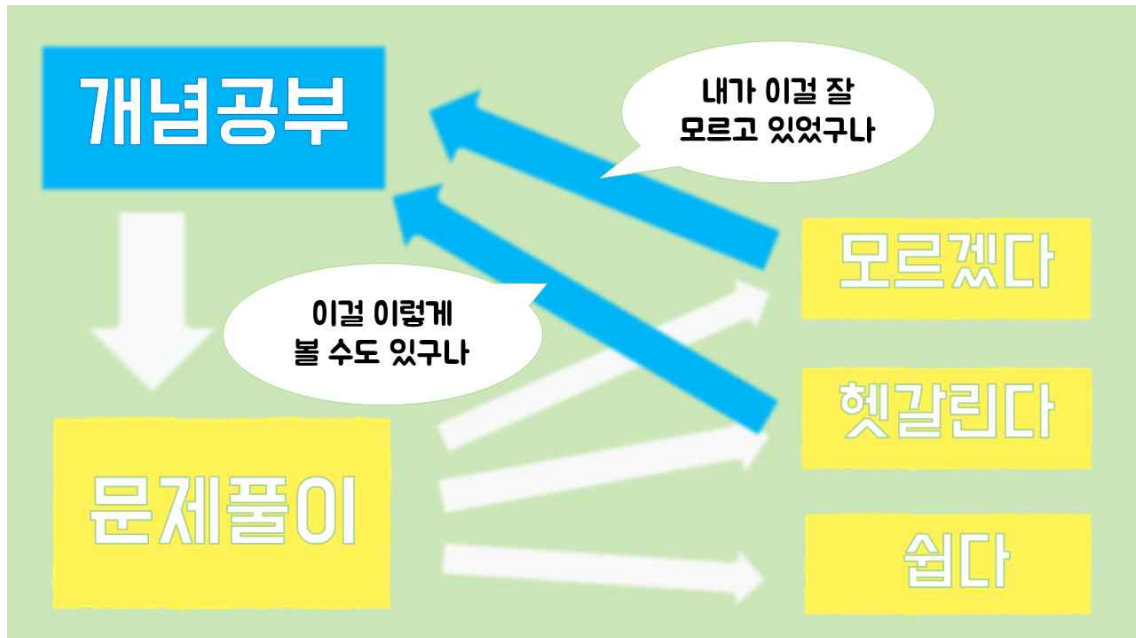 개념공부
내가 이걸 잘
모르고 있었구나
모르겠다
이걸 이렇게
볼 수도 있구나
헷갈린다
문제풀이
쉽다